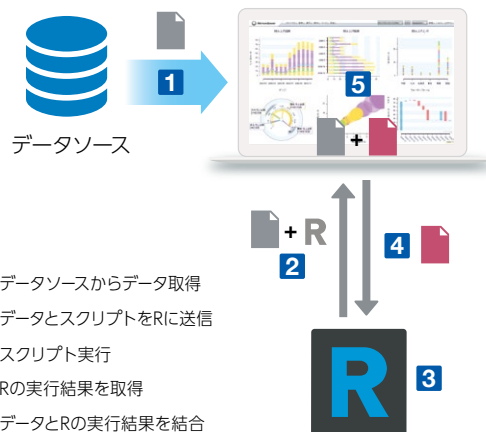 1
データソース
5
+
+ R
2
4
R
3
データソースからデータ取得
データとスクリプトをRに送信
スクリプト実行
Rの実行結果を取得
データとRの実行結果を結合